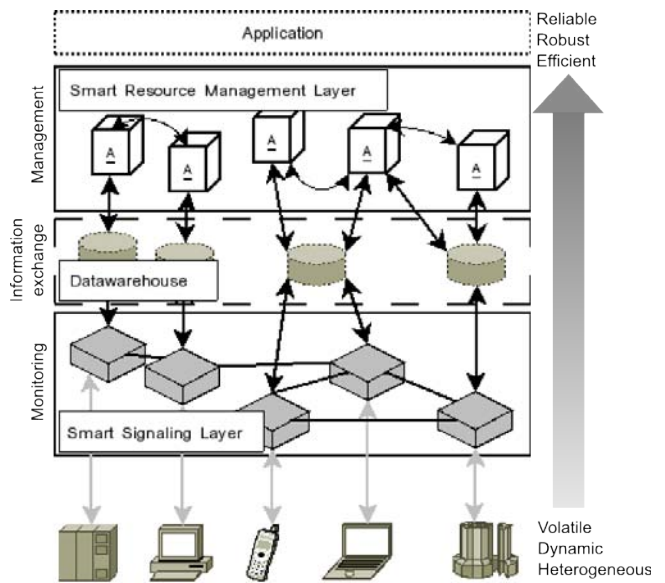 Application
Reliable
Robust
Efficient
Management
Smart Resource Management Layer
A
A
A
A
A
Information
exchange
Datawarehouse
Monitoring
Smart Signaling Layer
Volatile
Dynamic
Heterogeneous